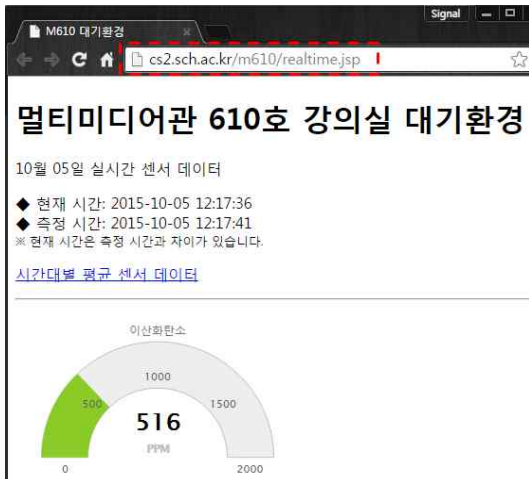 Signal
M610 대기환경
cs2.sch.ac.kr/m610/realtime.jsp
멀티미디어관 610호 강의실 대기환경
10월 05일 실시간 센서 데이터
◆ 현재 시간: 2015-10-05 12:17:36
◆ 측정 시간: 2015-10-05 12:17:41
※ 현재 시간은 측정 시간과 차이가 있습니다.
시간대별 평균 센서 데이터
이산화탄소
1000
500
1500
516
PPM
0
2000